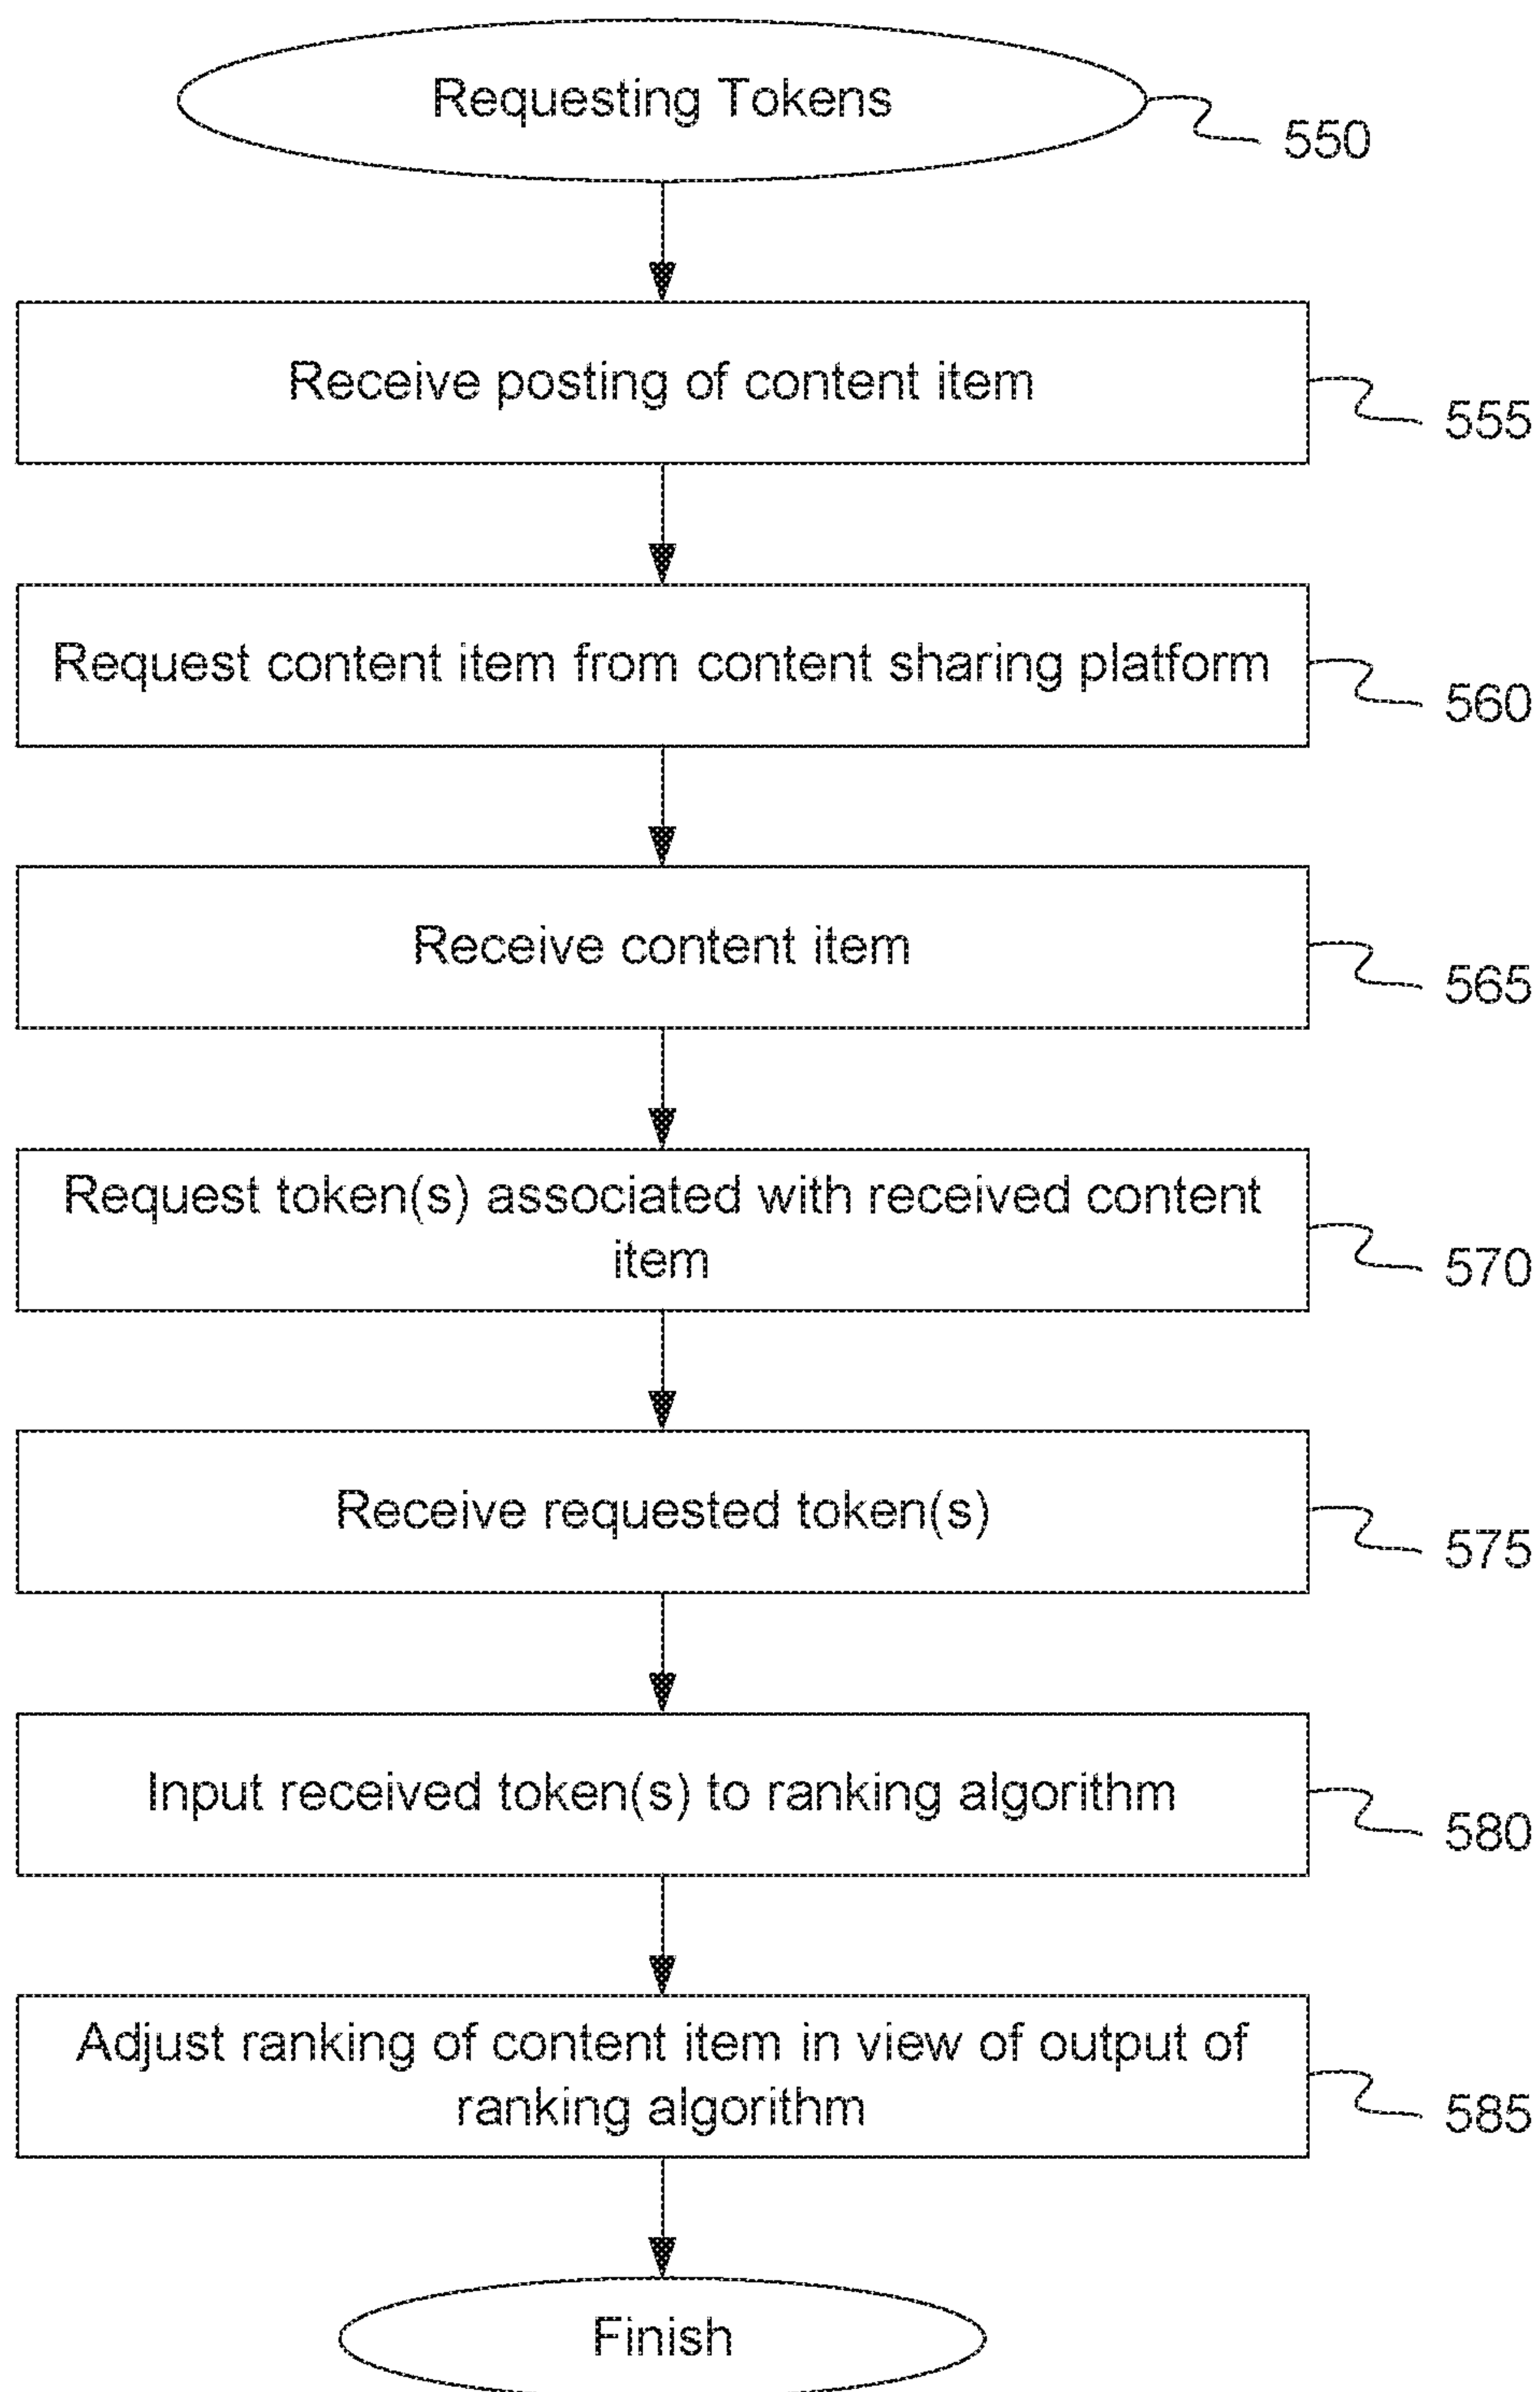 Requesting Tokens
550
Receive posting of content item
555
Request content item from content sharing platform
560
Receive content item
565
Request token(s) associated with received content
item
570
Receive requested token(s)
575
Input received token(s) to ranking algorithm
580
Adjust ranking of content item in view of output of
ranking algorithm
585
Finish